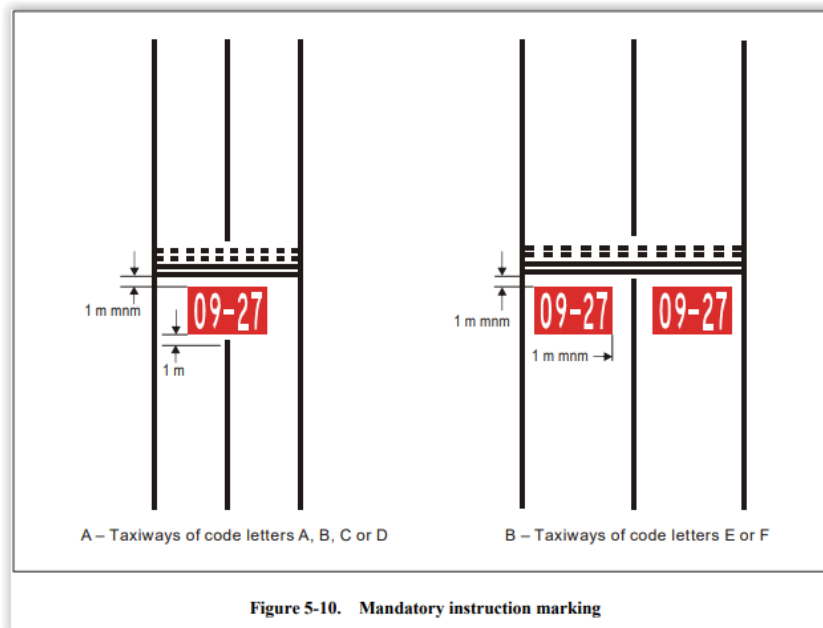 09-27
09-27
09-27
1 m mnm
1 m
1 m mnm
1 m mnm
A – Taxiways of code letters A, B, C or D
B – Taxiways of code letters E or F
Figure 5-10. Mandatory instruction marking